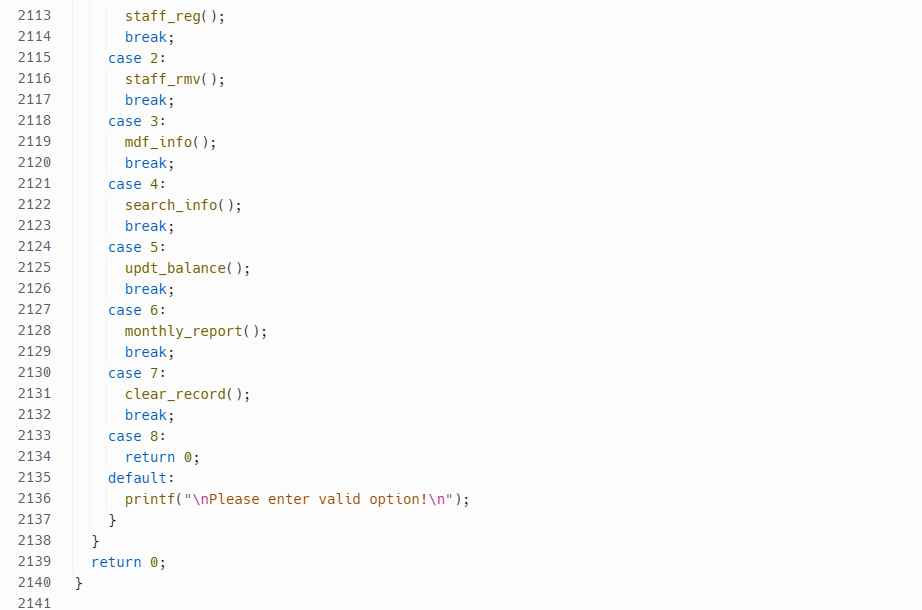 2113 staff_reg();
2114 break;
2115 case 2:
2116 staff_rmv();
2117 break;
2118 case 3:
2119 mdf_info();
2120 break;
2121 case 4:
2122 search_info();
2123 break;
2124 case 5:
2125 updt_balance();
2126 break;
2127 case 6:
2128 monthly_report();
2129 break;
2130 case 7:
2131 clear_record();
2132 break;
2133 case 8:
2134 return 0;
2135 default:
2136 printf("\nPlease enter valid option!\n");
2137 }
2138 }
2139 return 0;
2140 }
2141